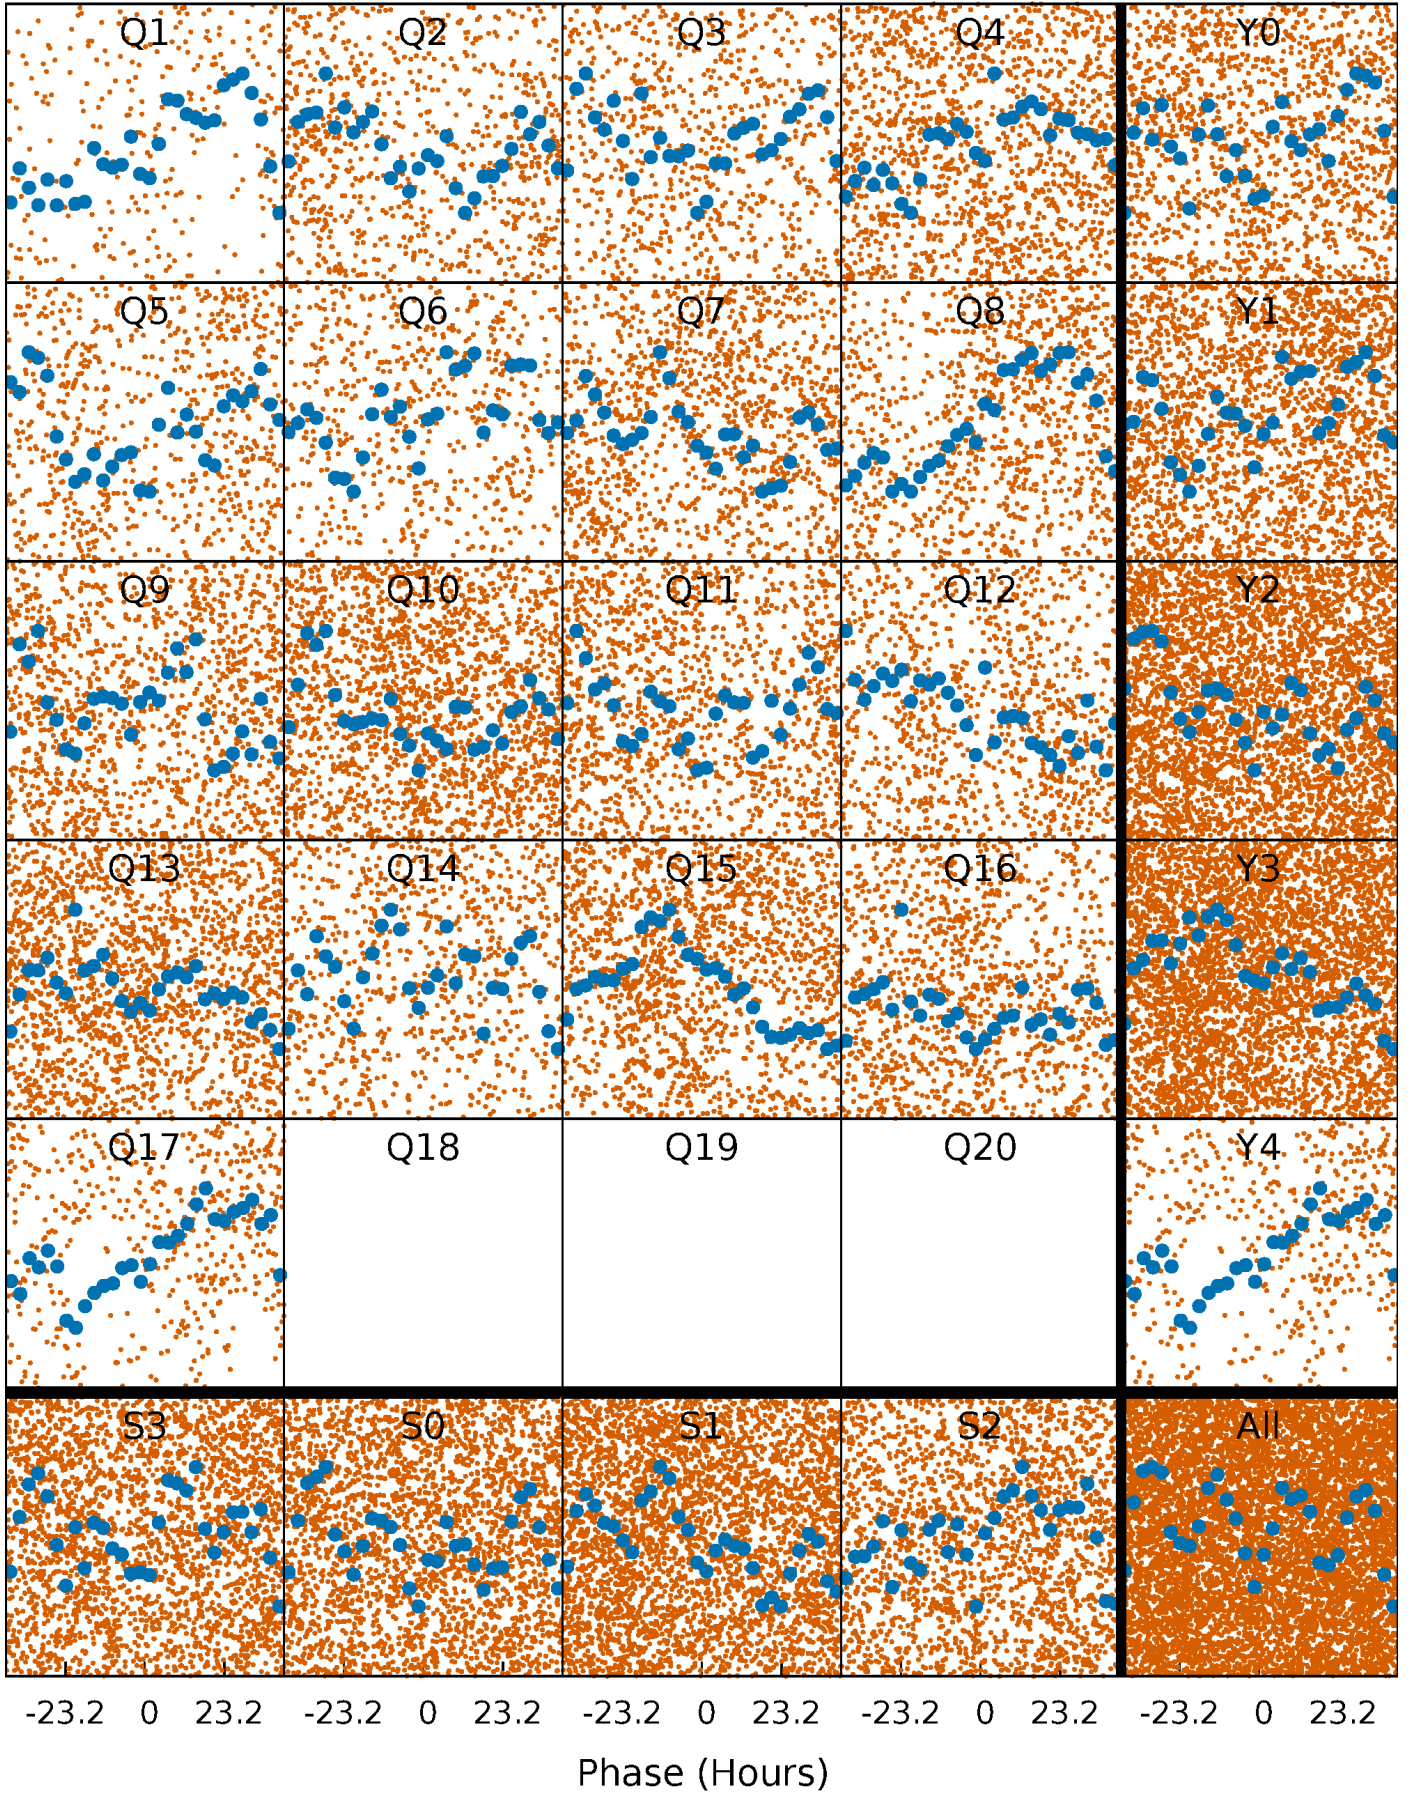 Q1 Q2 Q3 Q4 Y0
Q5 Q6 Q7 Q8 Y1
Q9 Q10 Q11 Q12 Y2
Q13 Q14 Q15 Q16 Y3
Q17 Q18 Q19 Q20 Y4
S3 S0 S1 S2 All
-23.2 0 23.2 -23.2 0 23.2 -23.2 0 23.2 -23.2 0 23.2 -23.2 0 23.2
Phase (Hours)